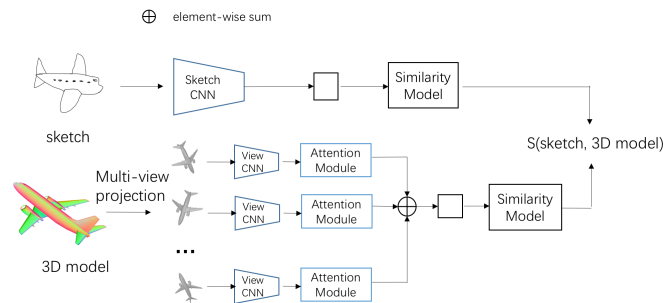 element-wise sum
Sketch
CNN
Similarity
Model
sketch
S(sketch, 3D model)
Multi-view
projection
View
CNN
Attention
Module
View
CNN
Attention
Module
Similarity
Model
...
3D model
View
CNN
Attention
Module